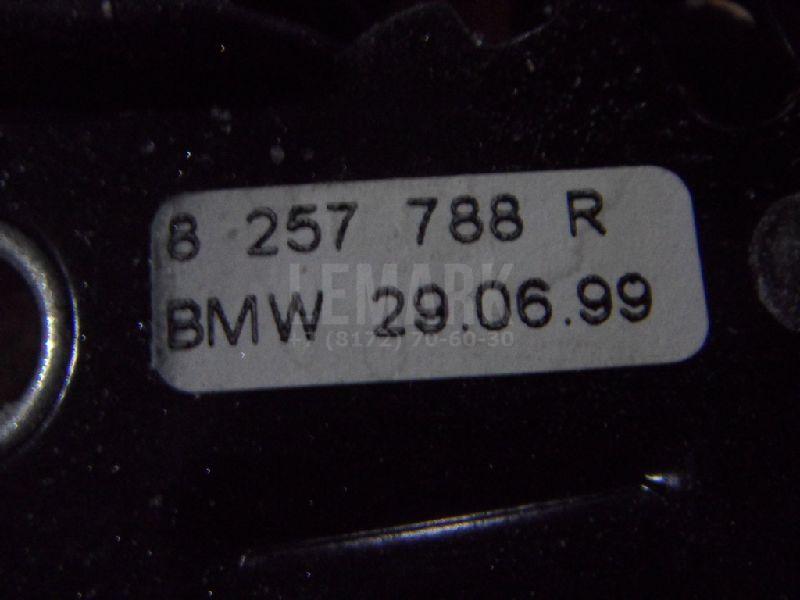 8 257 788 R
LEMARK
BMW 29.06.99
+7 (8172) 70-60-30